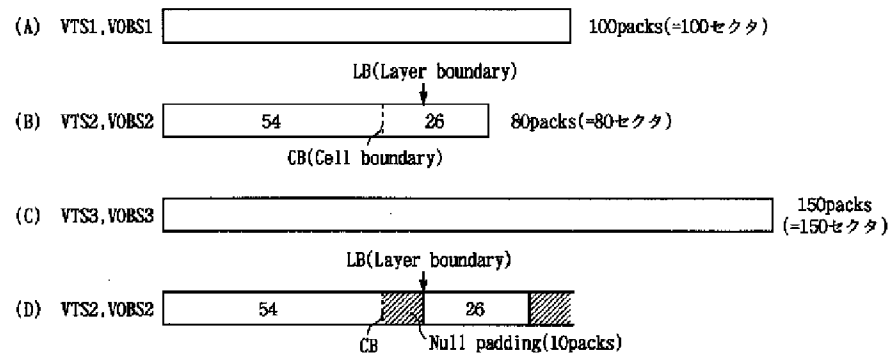 (A) VTS1,VOBS1 100packs(=100セクタ)
LB(Layer boundary)
(B) VTS2,VOBS2 54 26 80packs(=80セクタ)
CB(Cell boundary)
(C) VTS3,VOBS3 150packs
(=150セクタ)
LB(Layer boundary)
(D) VTS2,VOBS2 54 26
CB Null padding(10packs)